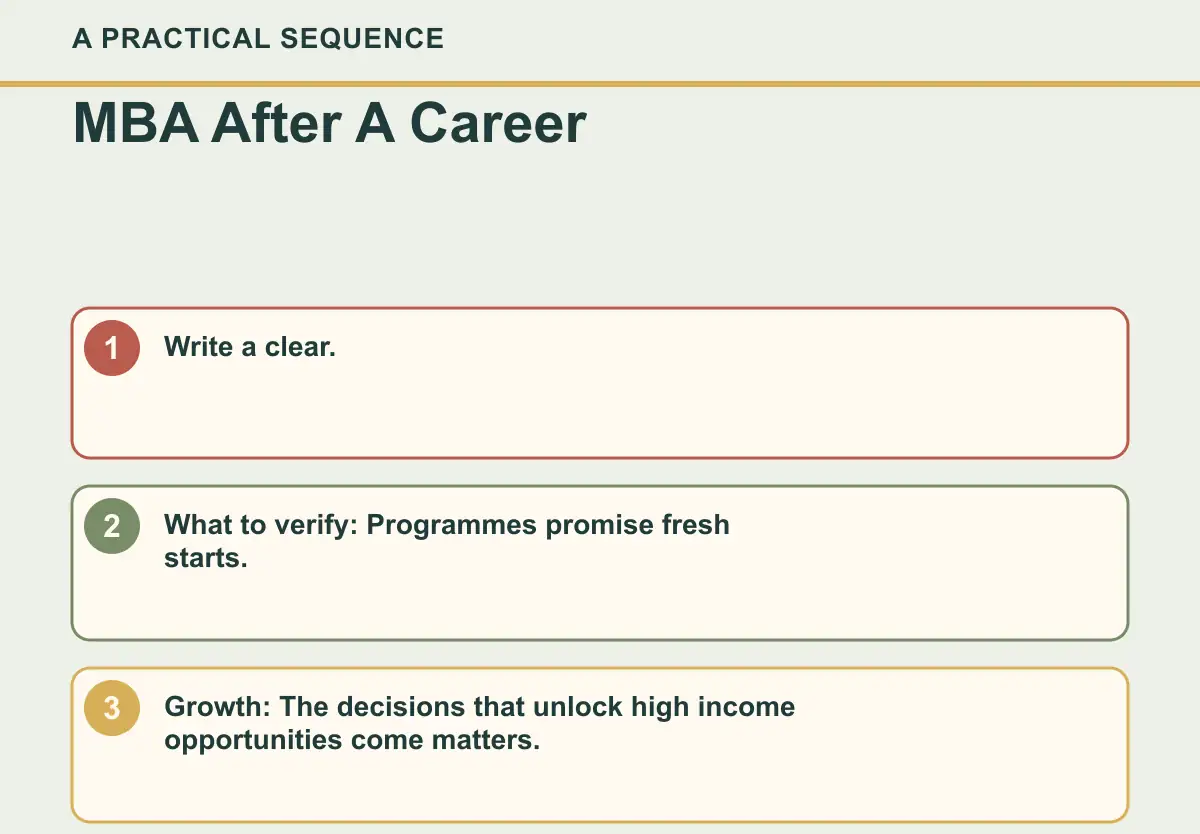 A PRACTICAL SEQUENCE
MBA After A Career
1
Write a clear.
2
What to verify: Programmes promise fresh
starts.
3
Growth: The decisions that unlock high income
opportunities come matters.